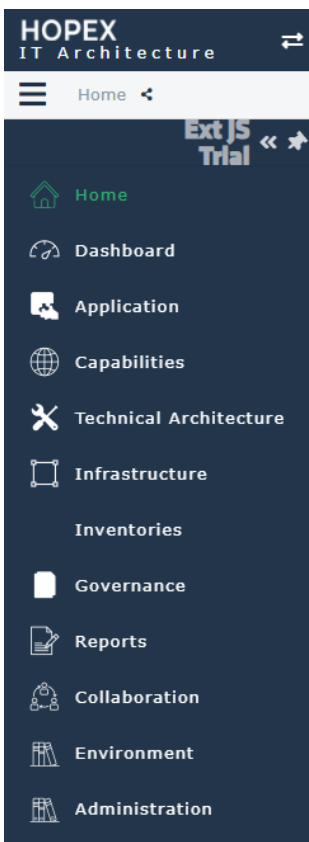 HOPEX
IT Architecture
Home
Ext JS
Trial
Home
Dashboard
Application
Capabilities
Technical Architecture
Infrastructure
Inventories
Governance
Reports
Collaboration
Environment
Administration